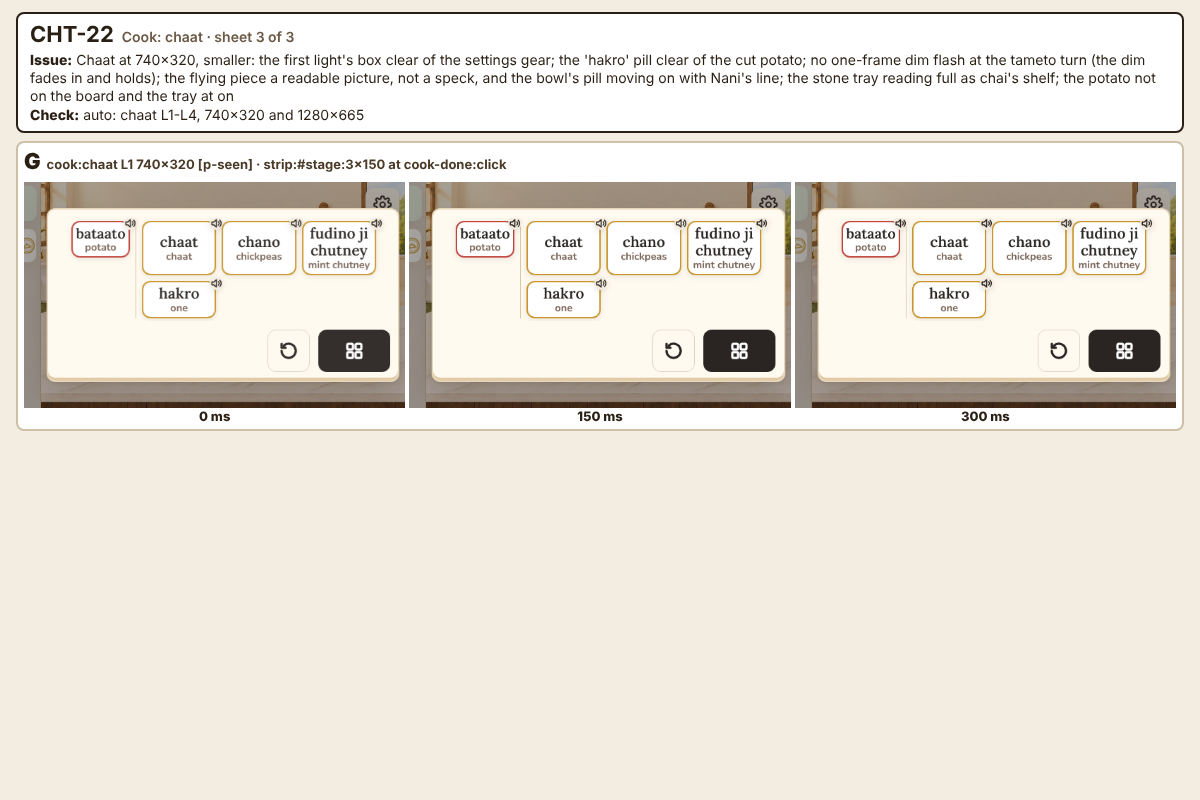 CHT-22 Cook: chaat · sheet 3 of 3
Issue: Chaat at 740×320, smaller: the first light's box clear of the settings gear; the 'hakro' pill clear of the cut potato; no one-frame dim flash at the tameto turn (the dim
fades in and holds); the flying piece a readable picture, not a speck, and the bowl's pill moving on with Nani's line; the stone tray reading full as chai's shelf; the potato not
on the board and the tray at on
Check: auto: chaat L1-L4, 740×320 and 1280×665
G cook:chaat L1 740×320 [p-seen] · strip:#stage:3×150 at cook-done:click
bataato
potato
chaat
chaat
chano
chickpeas
fudino ji
chutney
mint chutney
hakro
one
0 ms
bataato
potato
chaat
chaat
chano
chickpeas
fudino ji
chutney
mint chutney
hakro
one
150 ms
bataato
potato
chaat
chaat
chano
chickpeas
fudino ji
chutney
mint chutney
hakro
one
300 ms